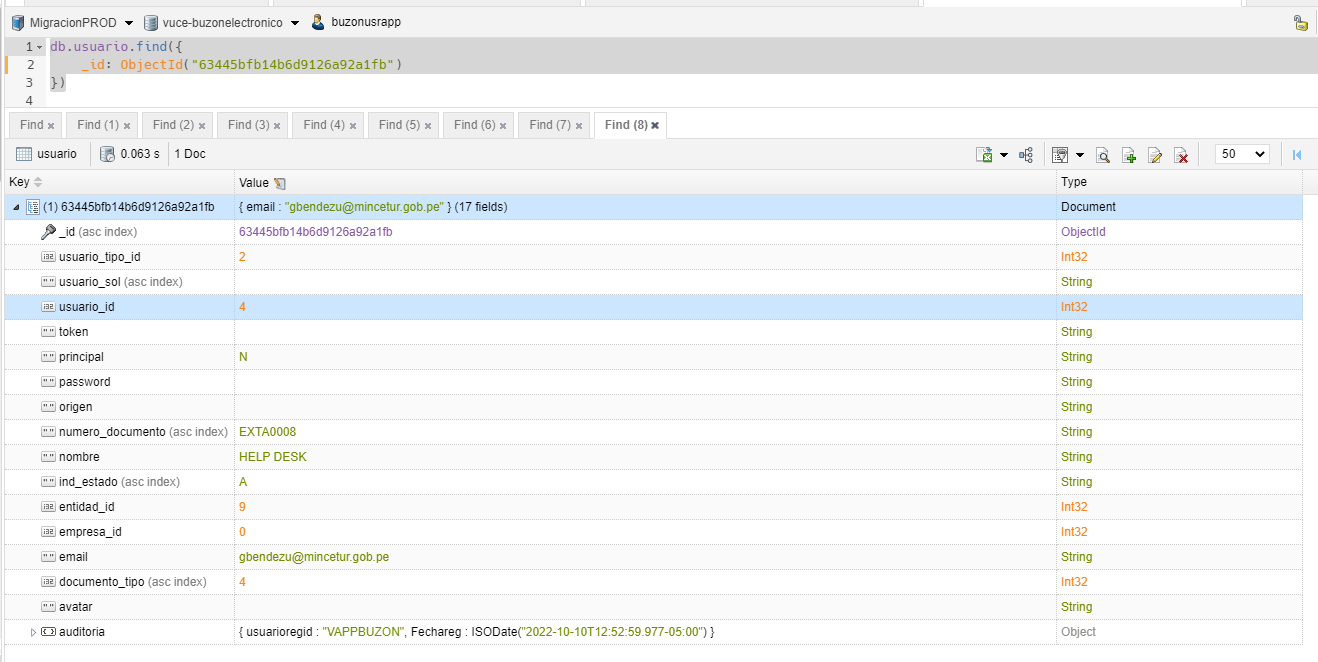 MigracionPROD vuce-buzonelectronico buzonusrapp
1 db.usuario.find({
2 _id: ObjectId("63445bfb14b6d9126a92a1fb")
3 })
4
Find × Find (1) × Find (2) × Find (3) × Find (4) × Find (5) × Find (6) × Find (7) × Find (8) ×
usuario 0.063 s 1 Doc 50
Key Value Type
(1) 63445bfb14b6d9126a92a1fb { email : "gbendezu@mincetur.gob.pe" } (17 fields) Document
_id (asc index) 63445bfb14b6d9126a92a1fb ObjectId
i32 usuario_tipo_id 2 Int32
" " usuario_sol (asc index) String
i32 usuario_id 4 Int32
" " token String
" " principal N String
" " password String
" " origen String
" " numero_documento (asc index) EXTA0008 String
" " nombre HELP DESK String
" " ind_estado (asc index) A String
i32 entidad_id 9 Int32
i32 empresa_id 0 Int32
" " email gbendezu@mincetur.gob.pe String
i32 documento_tipo (asc index) 4 Int32
" " avatar String
auditoria { usuarioregid : "VAPPBUZON", Fechareg : ISODate("2022-10-10T12:52:59.977-05:00") } Object